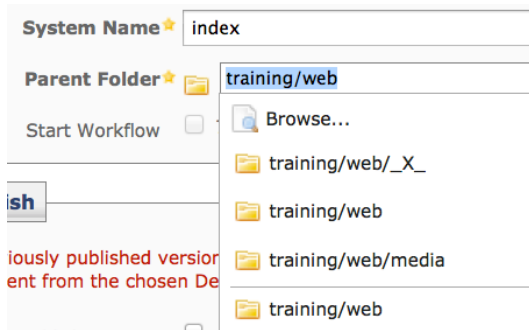 System Name
index
Parent Folder
training/web
Start Workflow
Browse...
training/web/_X_
training/web
training/web/media
training/web
ish
iously published version
ent from the chosen De